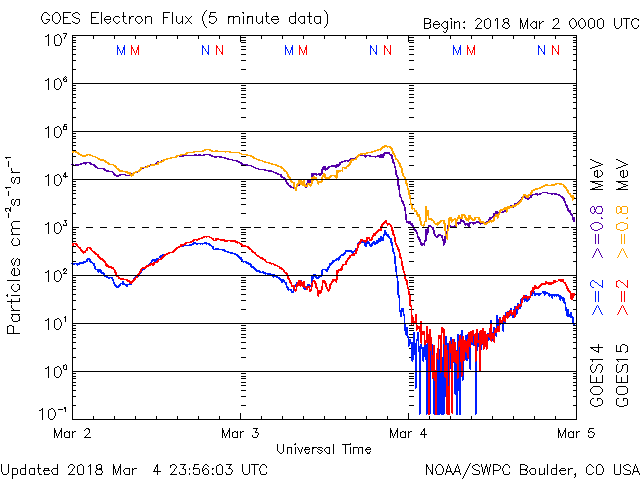 GOES Electron Flux (5 minute data)
Begin: 2018 Mar 2 0000 UTC
10⁷
M M N N M M N N M M N N
10⁶
10⁵
10⁴
10³
10²
10¹
10⁰
10⁻¹
Particles cm⁻²s⁻¹sr⁻¹
Mar 2 Mar 3 Mar 4 Mar 5
Universal Time
GOES14 >=2 >=0.8 MeV
GOES15 >=2 >=0.8 MeV
Updated 2018 Mar 4 23:56:03 UTC
NOAA/SWPC Boulder, CO USA